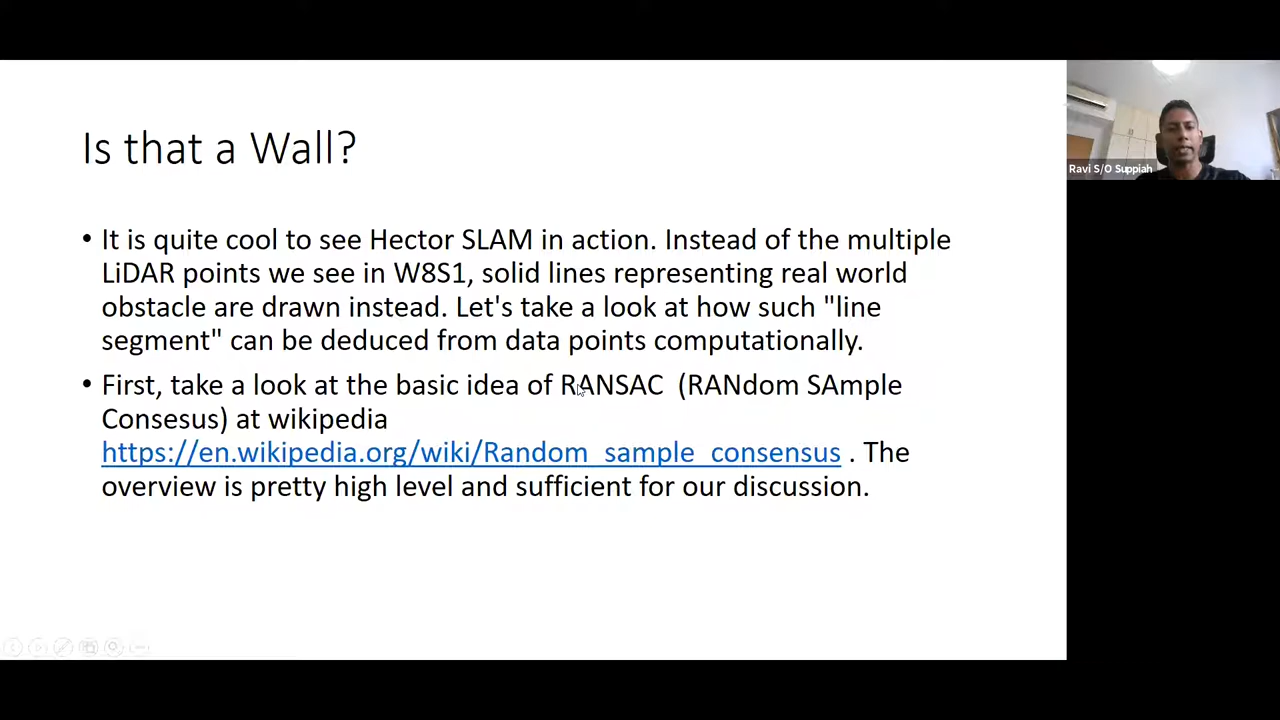 Is that a Wall?
• It is quite cool to see Hector SLAM in action. Instead of the multiple
LiDAR points we see in W8S1, solid lines representing real world
obstacle are drawn instead. Let's take a look at how such "line
segment" can be deduced from data points computationally.
• First, take a look at the basic idea of RANSAC (RANdom SAmple
Consesus) at wikipedia
https://en.wikipedia.org/wiki/Random_sample_consensus . The
overview is pretty high level and sufficient for our discussion.
Ravi S/O Suppiah